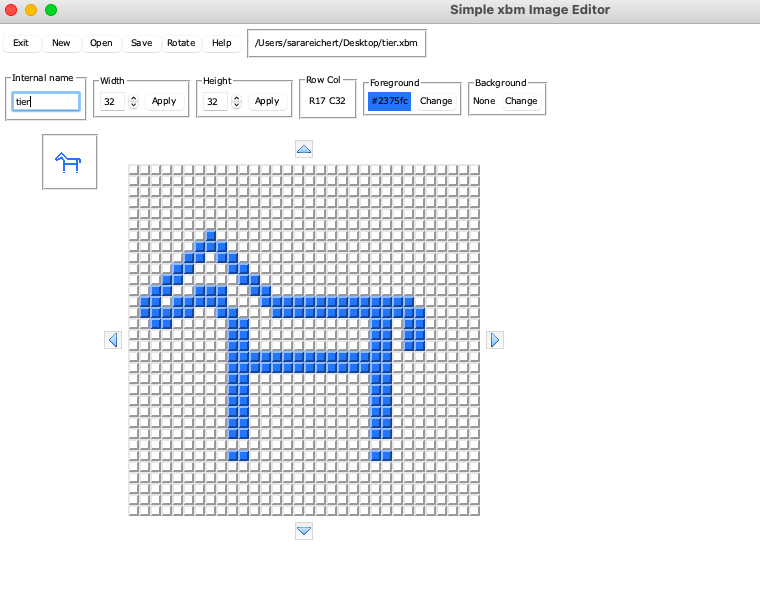 Simple xbm Image Editor
Exit New Open Save Rotate Help /Users/sarareichert/Desktop/tier.xbm
Internal name Width Height Row Col Foreground Background
tier 32 Apply 32 Apply R17 C32 #2375fc Change None Change